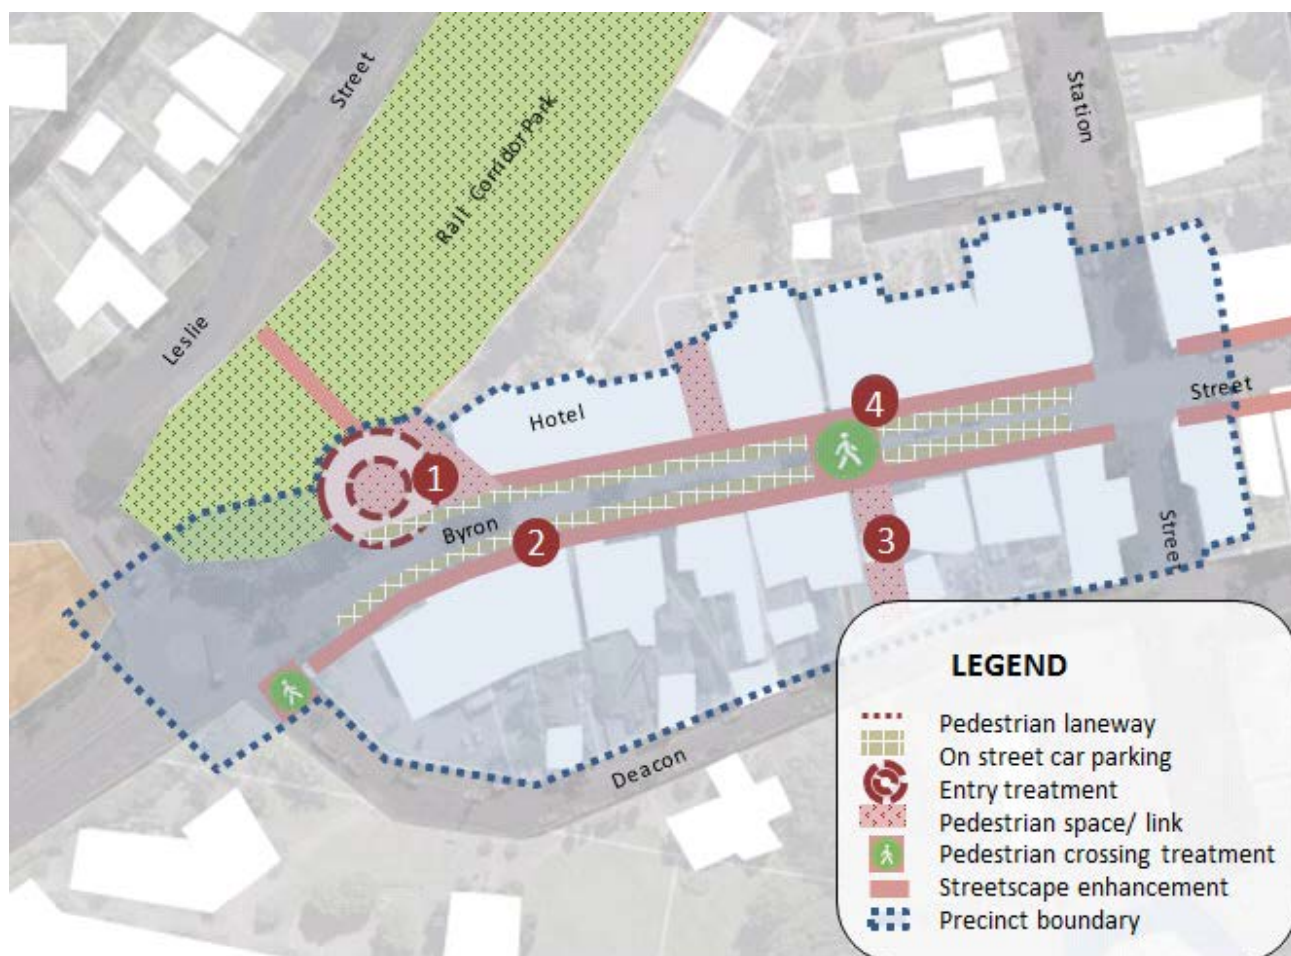 Street
Station
Rail Corridor Park
Leslie
Hotel
Street
4
1
Byron
2
3
Street
Deacon
LEGEND
Pedestrian laneway
On street car parking
Entry treatment
Pedestrian space/ link
Pedestrian crossing treatment
Streetscape enhancement
Precinct boundary